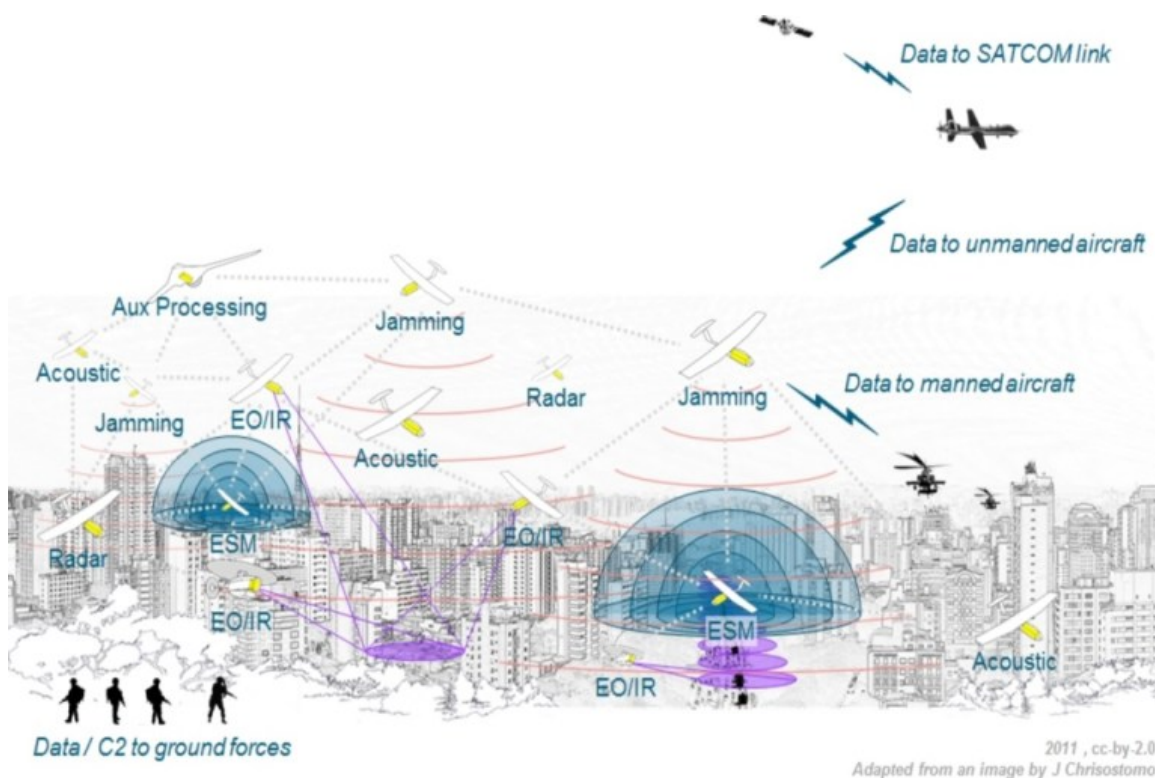 Data to SATCOM link
Data to unmanned aircraft
Aux Processing
Jamming
Acoustic
Radar
Jamming
Data to manned aircraft
Jamming
EO/IR
Acoustic
Radar
ESM
EO/IR
EO/IR
ESM
Acoustic
EO/IR
Data / C2 to ground forces
2011 , cc-by-2.0
Adapted from an image by J Chrisostomo